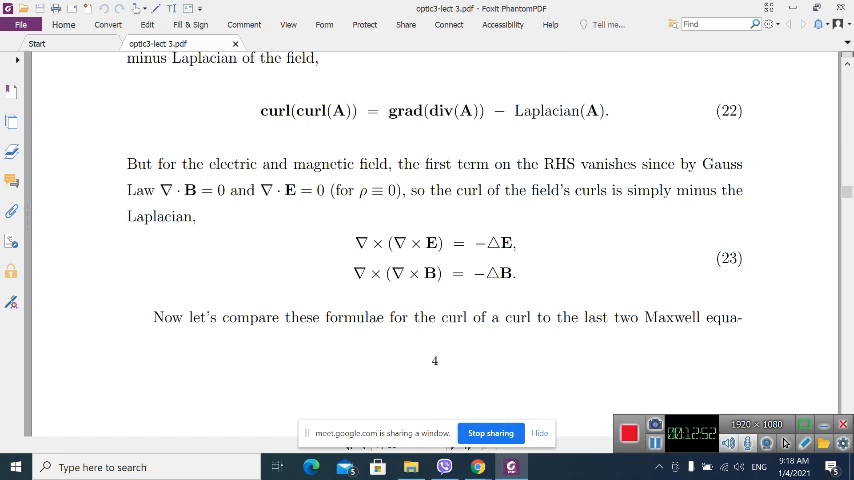 optic3-lect 3.pdf - Foxit PhantomPDF
File Home Convert Edit Fill & Sign Comment View Form Protect Share Connect Accessibility Help Tell me... Find
Start optic3-lect 3.pdf
minus Laplacian of the field,
curl(curl(A)) = grad(div(A)) − Laplacian(A). (22)
But for the electric and magnetic field, the first term on the RHS vanishes since by Gauss
Law ∇ · B = 0 and ∇ · E = 0 (for ρ ≡ 0), so the curl of the field's curls is simply minus the
Laplacian,
∇ × (∇ × E) = −△E,
(23)
∇ × (∇ × B) = −△B.
Now let's compare these formulae for the curl of a curl to the last two Maxwell equa-
4
meet.google.com is sharing a window. Stop sharing Hide
1920 × 1080
00:12:52
Type here to search
ENG
9:18 AM
1/4/2021